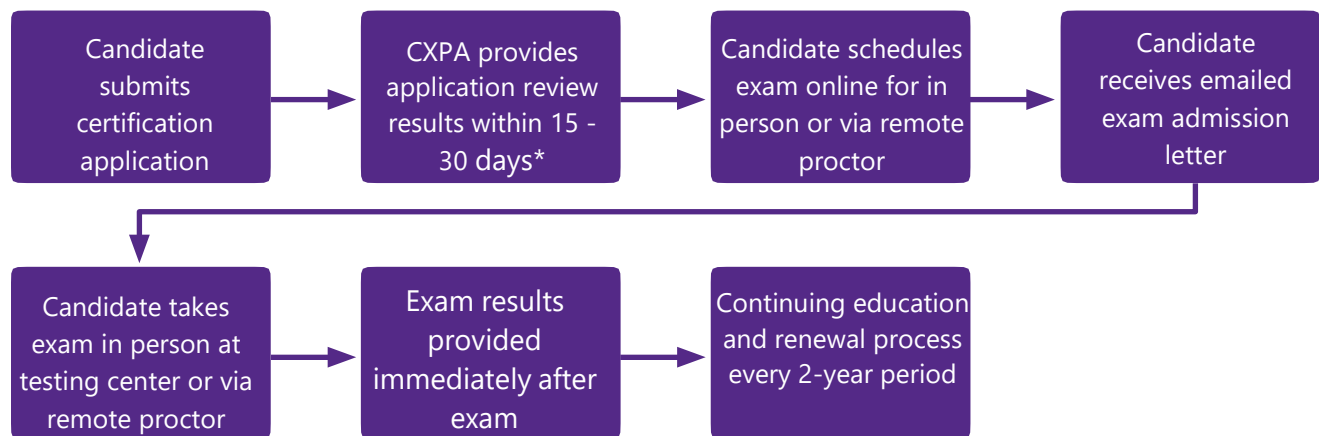 Candidate
submits
certification
application
CXPA provides
application review
results within 15 -
30 days*
Candidate schedules
exam online for in
person or via remote
proctor
Candidate
receives emailed
exam admission
letter
Candidate takes
exam in person at
testing center or via
remote proctor
Exam results
provided
immediately after
exam
Continuing education
and renewal process
every 2-year period